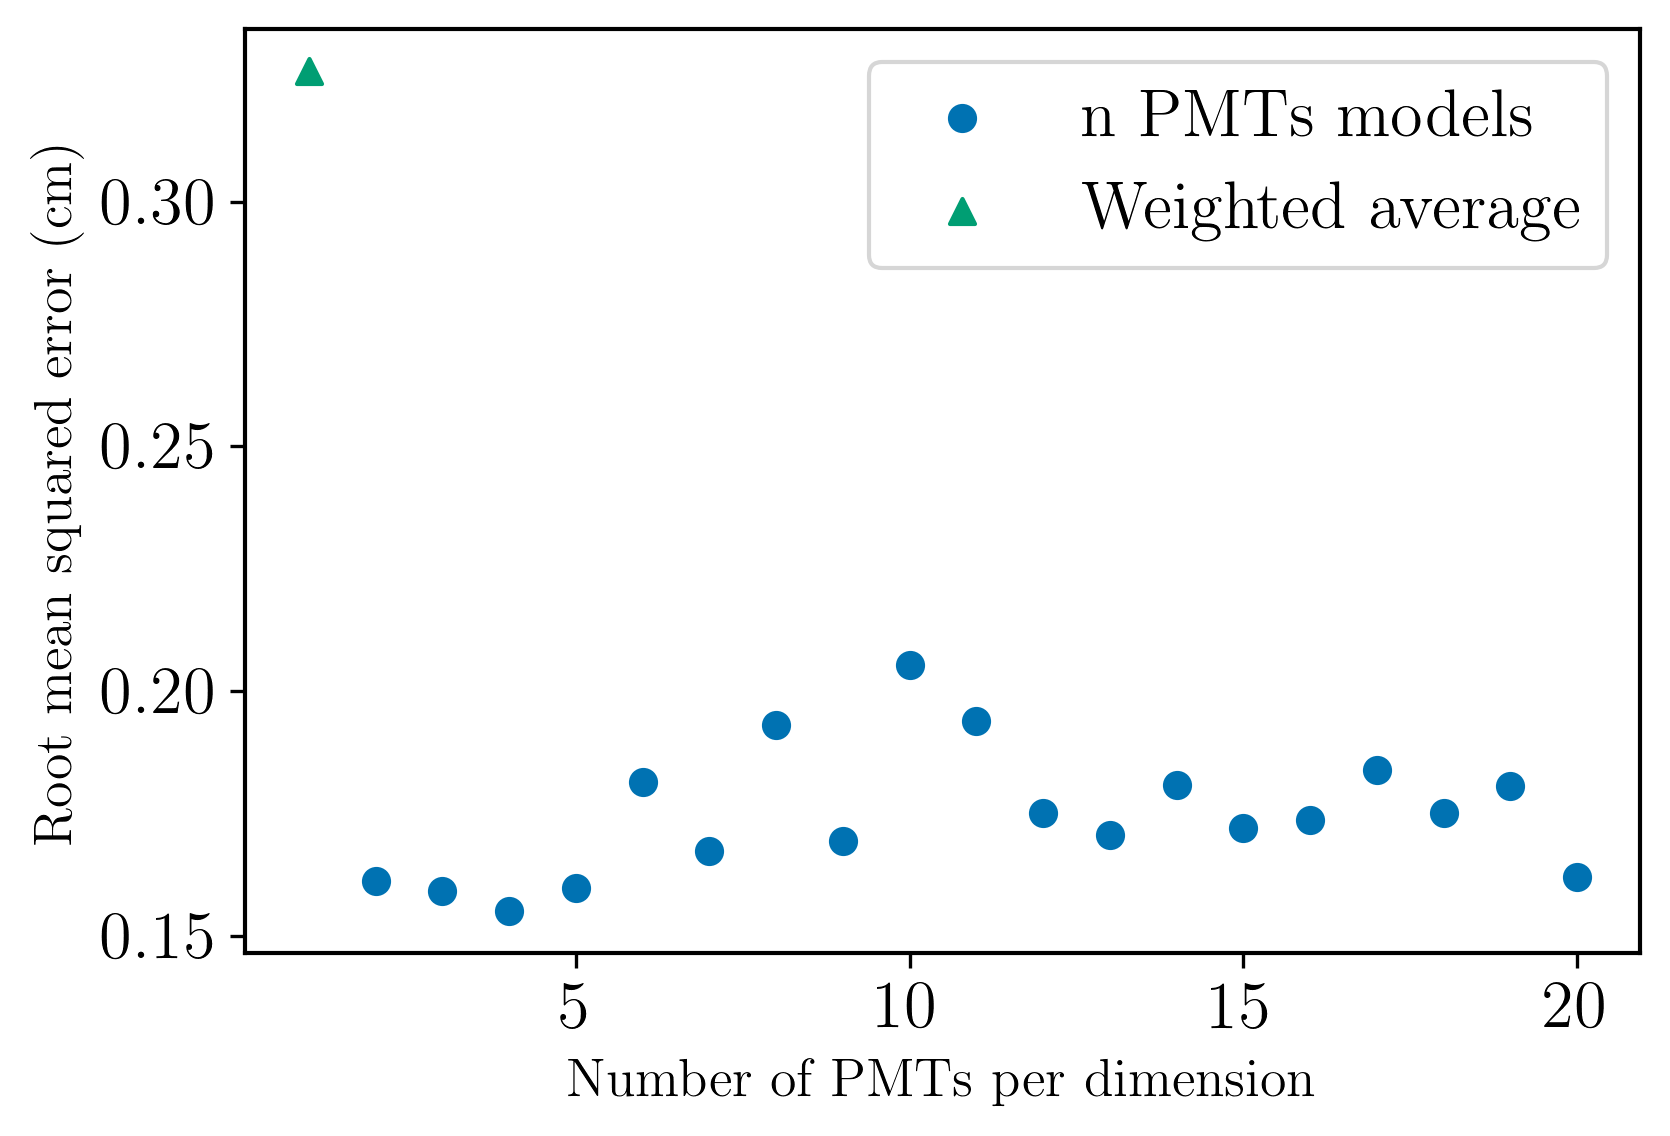 n PMTs models
Weighted average
Root mean squared error (cm)
0.30
0.25
0.20
0.15
5 10 15 20
Number of PMTs per dimension